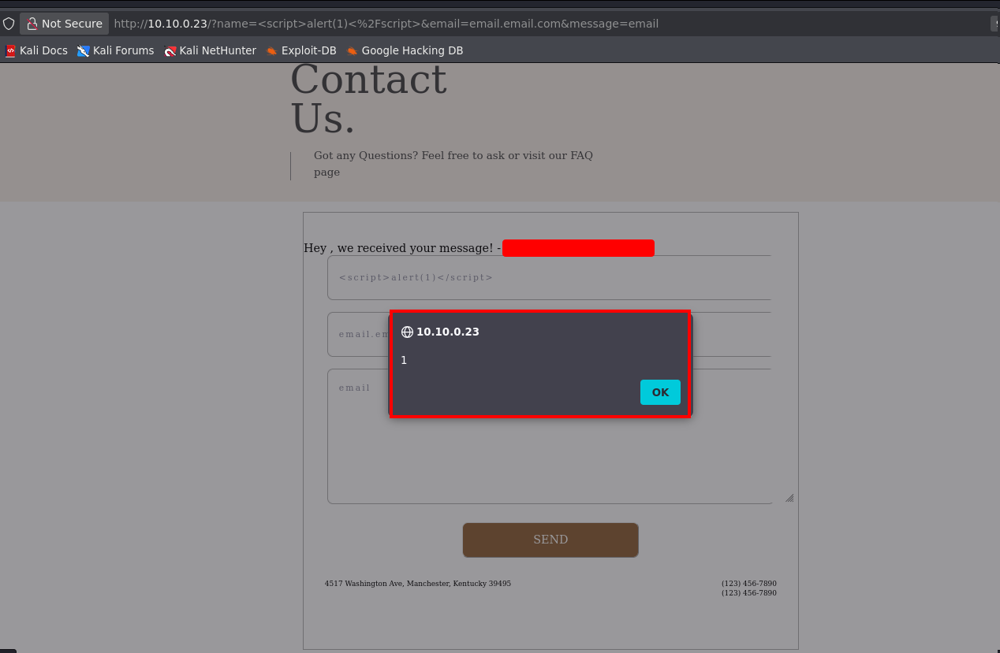 Not Secure http://10.10.0.23/?name=<script>alert(1)<%2Fscript>&email=email.email.com&message=email
Kali Docs Kali Forums Kali NetHunter Exploit-DB Google Hacking DB
Contact
Us.
Got any Questions? Feel free to ask or visit our FAQ
page
Hey , we received your message! -
<script>alert(1)</script>
10.10.0.23
email.em
1
email
OK
SEND
4517 Washington Ave, Manchester, Kentucky 39495 (123) 456-7890
(123) 456-7890